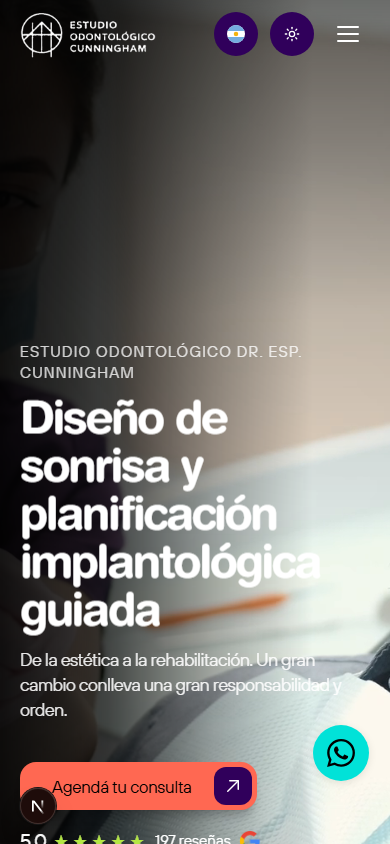 ESTUDIO
ODONTOLÓGICO
CUNNINGHAM
ESTUDIO ODONTOLÓGICO DR. ESP.
CUNNINGHAM
Diseño de
sonrisa y
planificación
implantológica
guiada
De la estética a la rehabilitación. Un gran
cambio conlleva una gran responsabilidad y
orden.
Agendá tu consulta
N
5.0 ★★★★★ 197 reseñas G